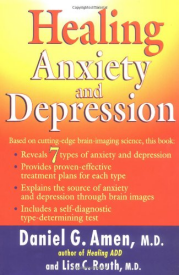 Healing
Anxiety
and
Depression
Based on cutting-edge brain-imaging science, this book:
• Reveals 7 types of anxiety and depression
• Provides proven-effective
treatment plans for each type
• Explains the source of anxiety
and depression through brain images
• Includes a self-diagnostic
type-determining test
Daniel G. Amen, M.D.
author of Healing ADD
and Lisa C. Routh, M.D.